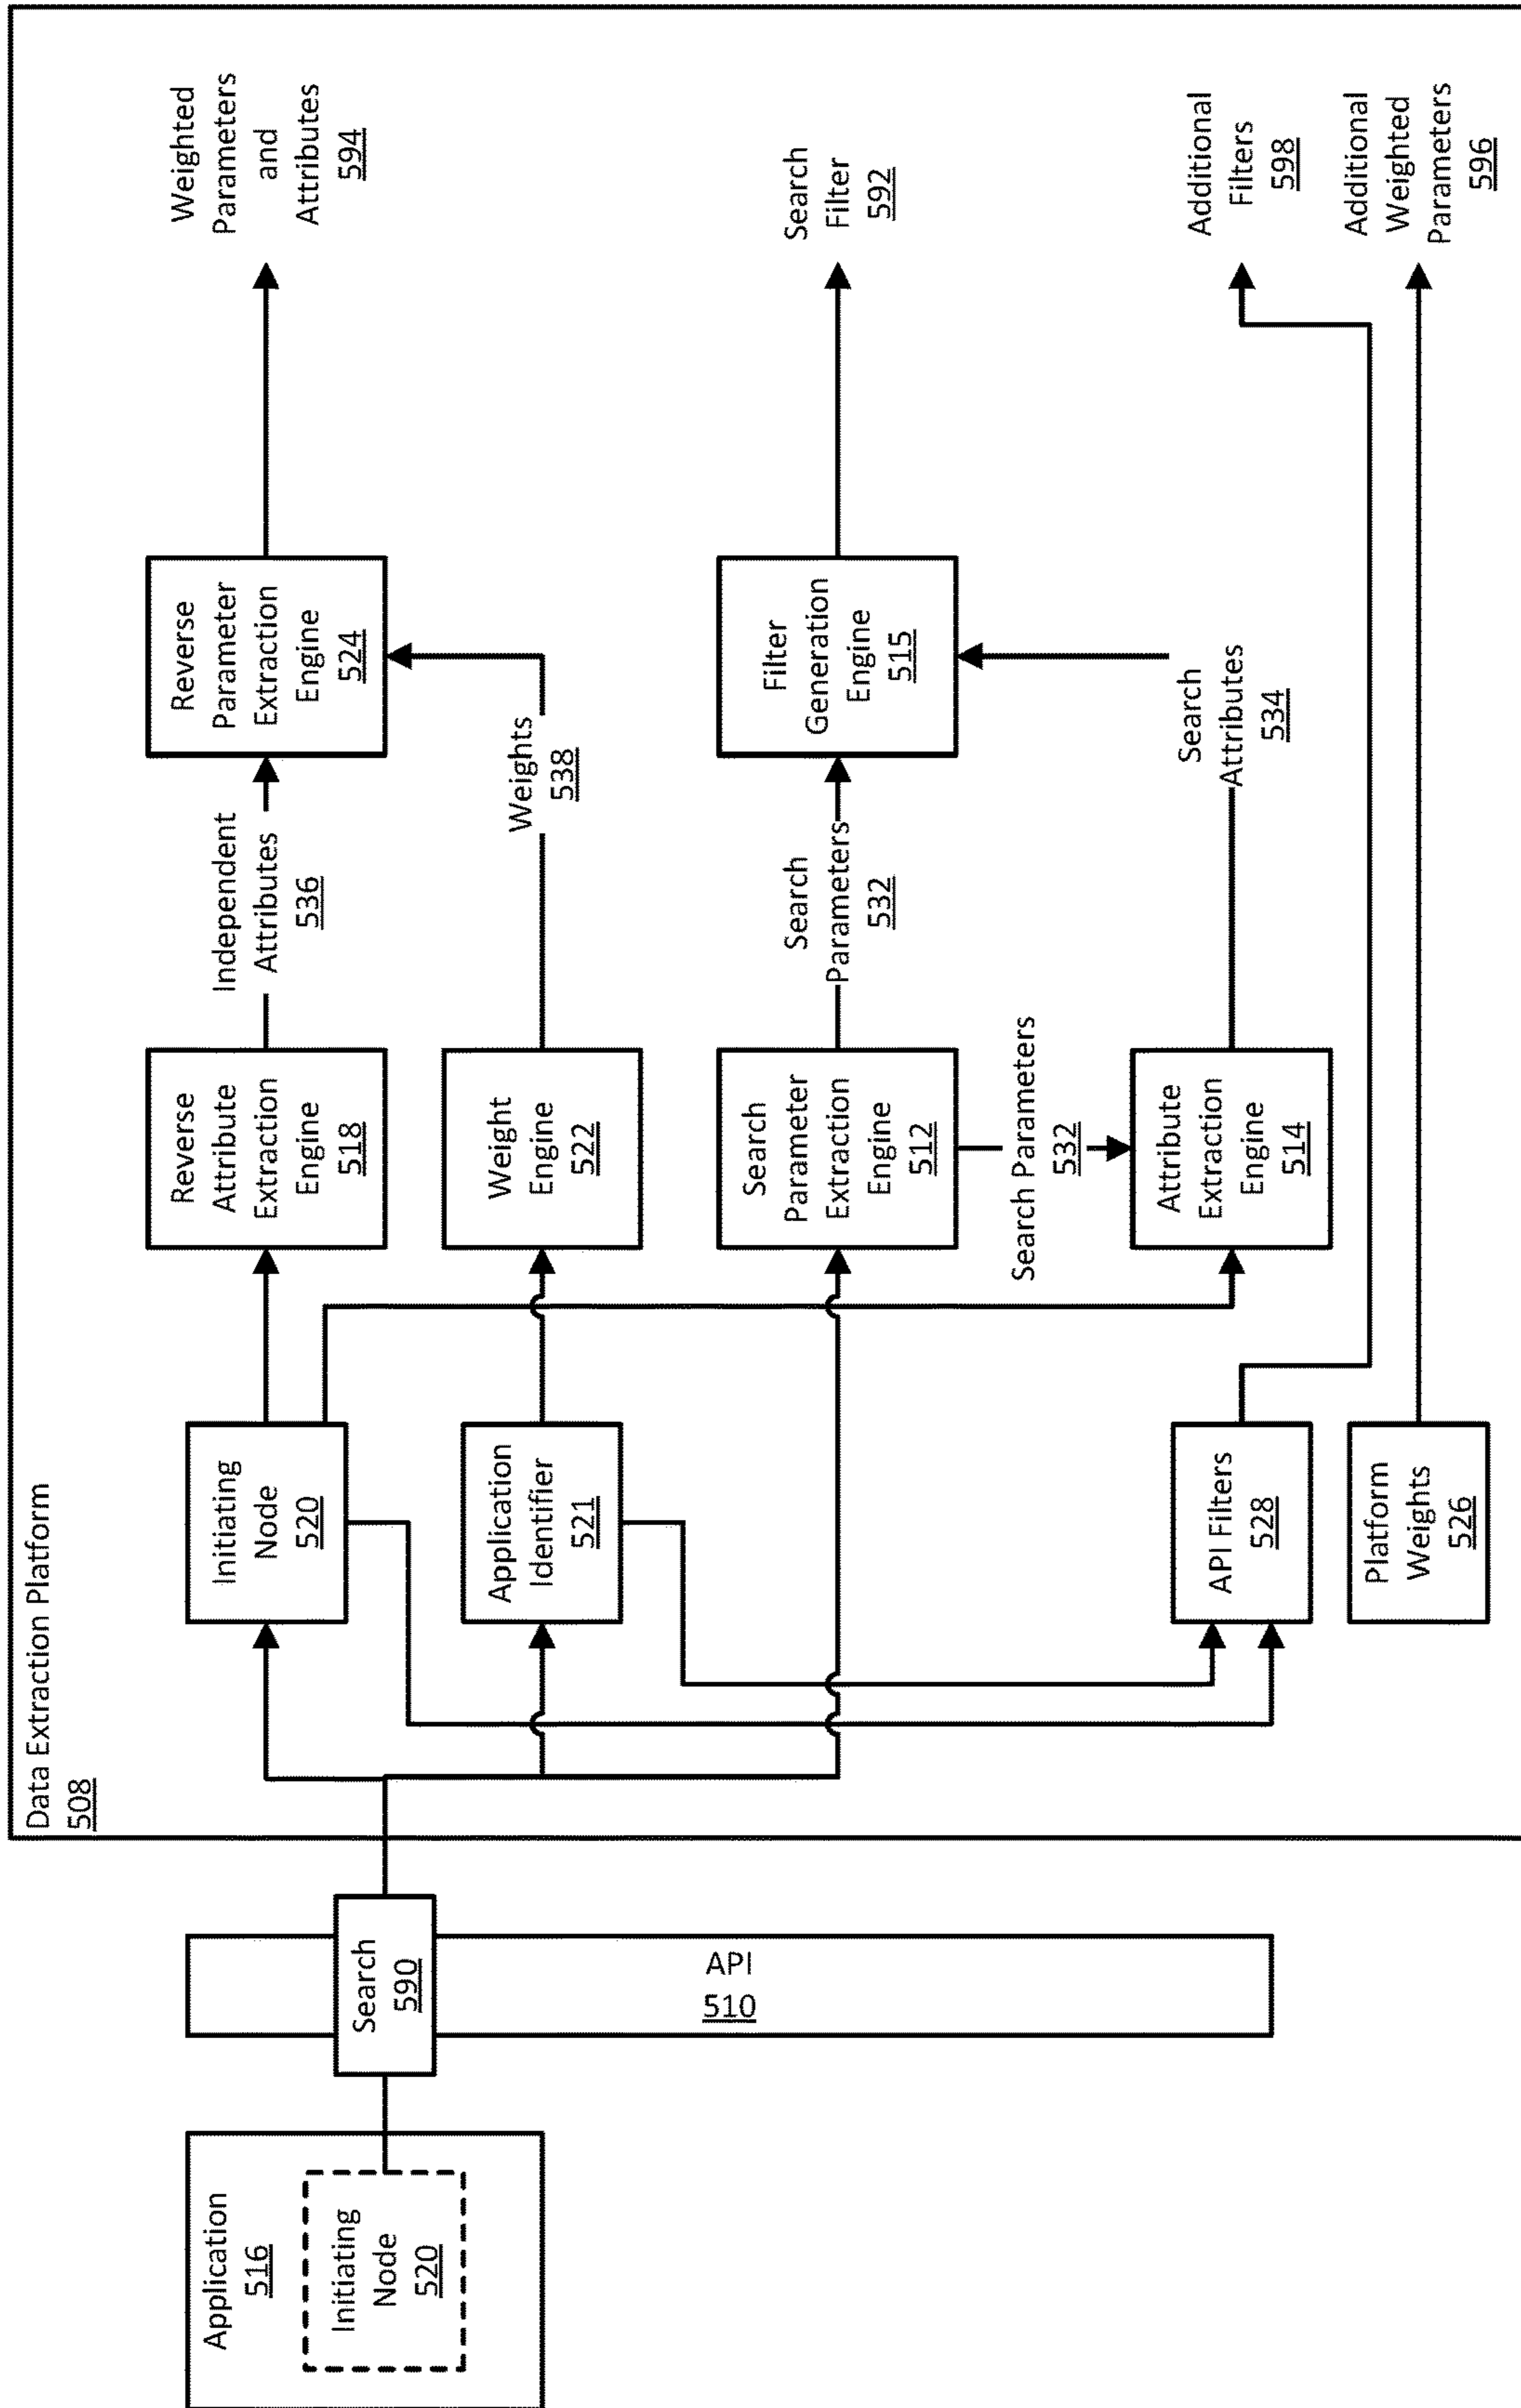 Application
516
Initiating
Node
520
Search
590
API
510
Data Extraction Platform
508
Initiating
Node
520
Application
Identifier
521
API Filters
528
Platform
Weights
526
Reverse
Attribute
Extraction
Engine
518
Weight
Engine
522
Search
Parameter
Extraction
Engine
512
Search Parameters
532
Attribute
Extraction
Engine
514
Independent
Attributes
536
Weights
538
Search
Parameters
532
Search
Attributes
534
Reverse
Parameter
Extraction
Engine
524
Filter
Generation
Engine
515
Weighted
Parameters
and
Attributes
594
Search
Filter
592
Additional
Filters
598
Additional
Weighted
Parameters
596